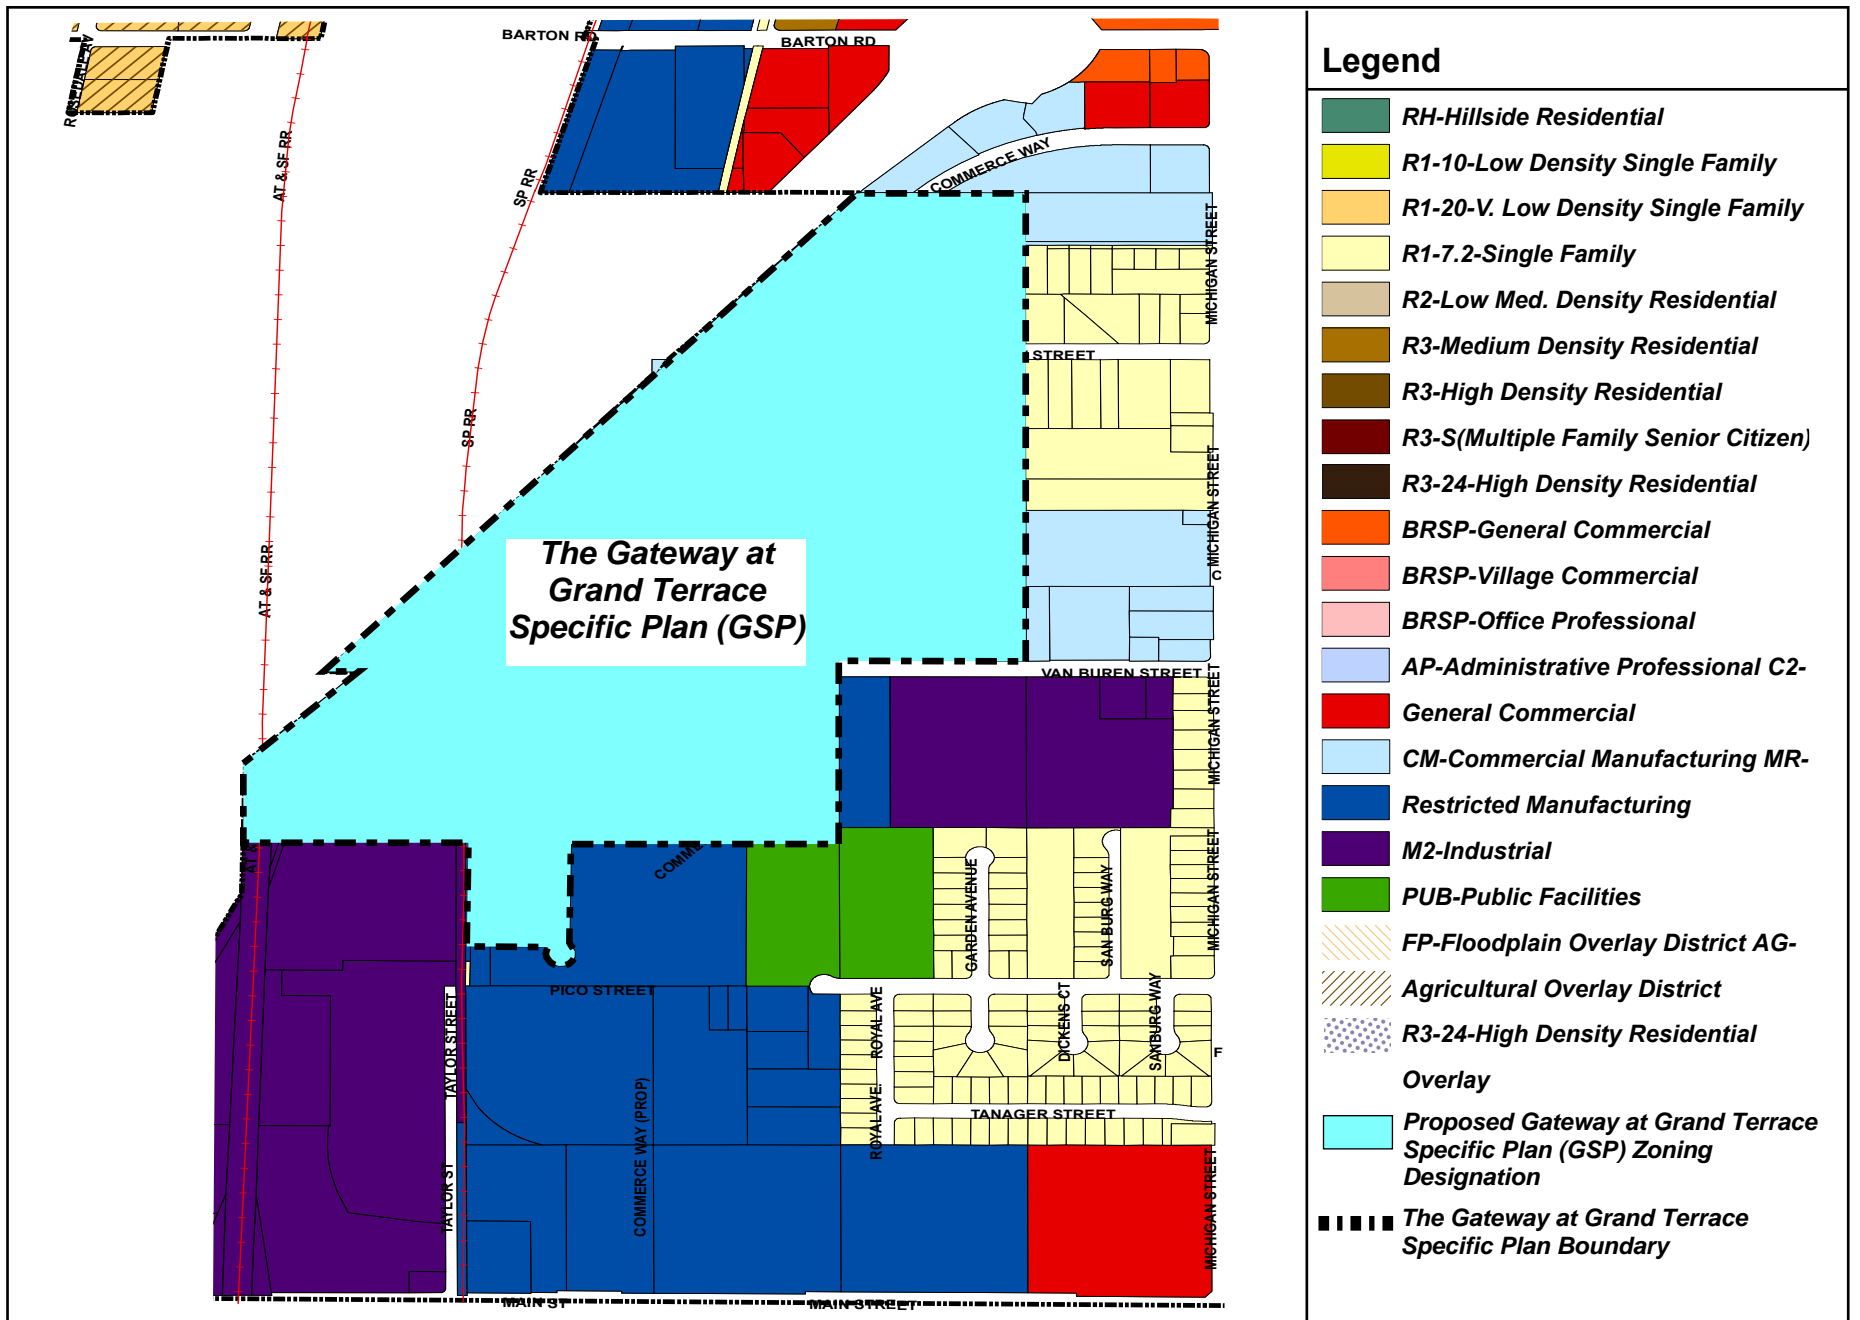 BARTON RD
BARTON RD
ROSEDALE AV
AT & SF RR
SP RR
COMMERCE WAY
MICHIGAN STREET
STREET
SP RR
MICHIGAN STREET
AT & SF RR
The Gateway at
Grand Terrace
Specific Plan (GSP)
VAN BUREN STREET
MICHIGAN STREET
COMME
GARDEN AVENUE
SAN BURG WAY
MICHIGAN STREET
PICO STREET
TAYLOR STREET
ROYAL AVE
DICKENS CT
SANBURG WAY
F
TANAGER STREET
ROYAL AVE.
COMMERCE WAY (PROP)
TAYLOR ST
MICHIGAN STREET
MAIN ST
MAIN STREET
Legend
RH-Hillside Residential
R1-10-Low Density Single Family
R1-20-V. Low Density Single Family
R1-7.2-Single Family
R2-Low Med. Density Residential
R3-Medium Density Residential
R3-High Density Residential
R3-S(Multiple Family Senior Citizen)
R3-24-High Density Residential
BRSP-General Commercial
BRSP-Village Commercial
BRSP-Office Professional
AP-Administrative Professional C2-
General Commercial
CM-Commercial Manufacturing MR-
Restricted Manufacturing
M2-Industrial
PUB-Public Facilities
FP-Floodplain Overlay District AG-
Agricultural Overlay District
R3-24-High Density Residential
Overlay
Proposed Gateway at Grand Terrace
Specific Plan (GSP) Zoning
Designation
The Gateway at Grand Terrace
Specific Plan Boundary